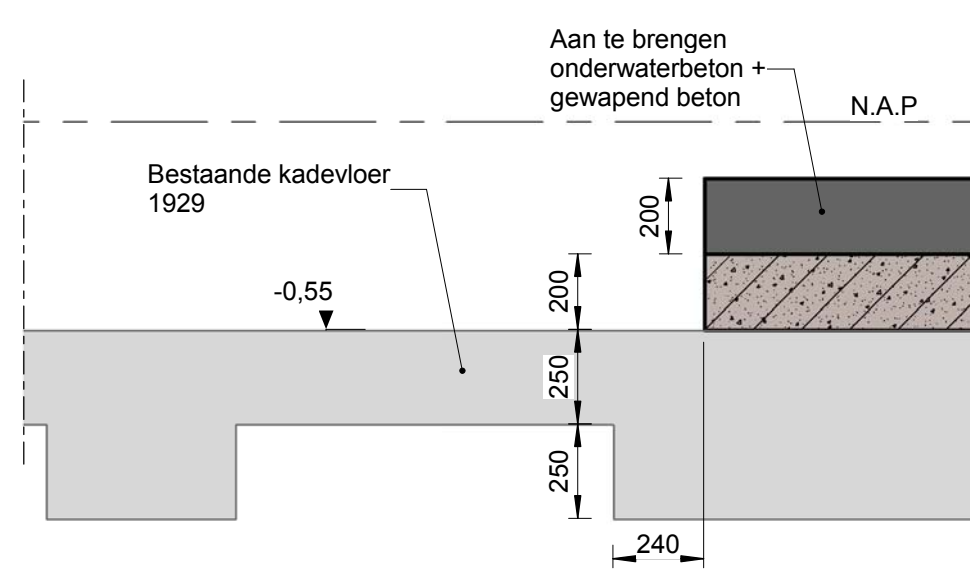 Aan te brengen
onderwaterbeton +
gewapend beton
N.A.P
Bestaande kadevloer
1929
200
-0,55
200
250
250
240